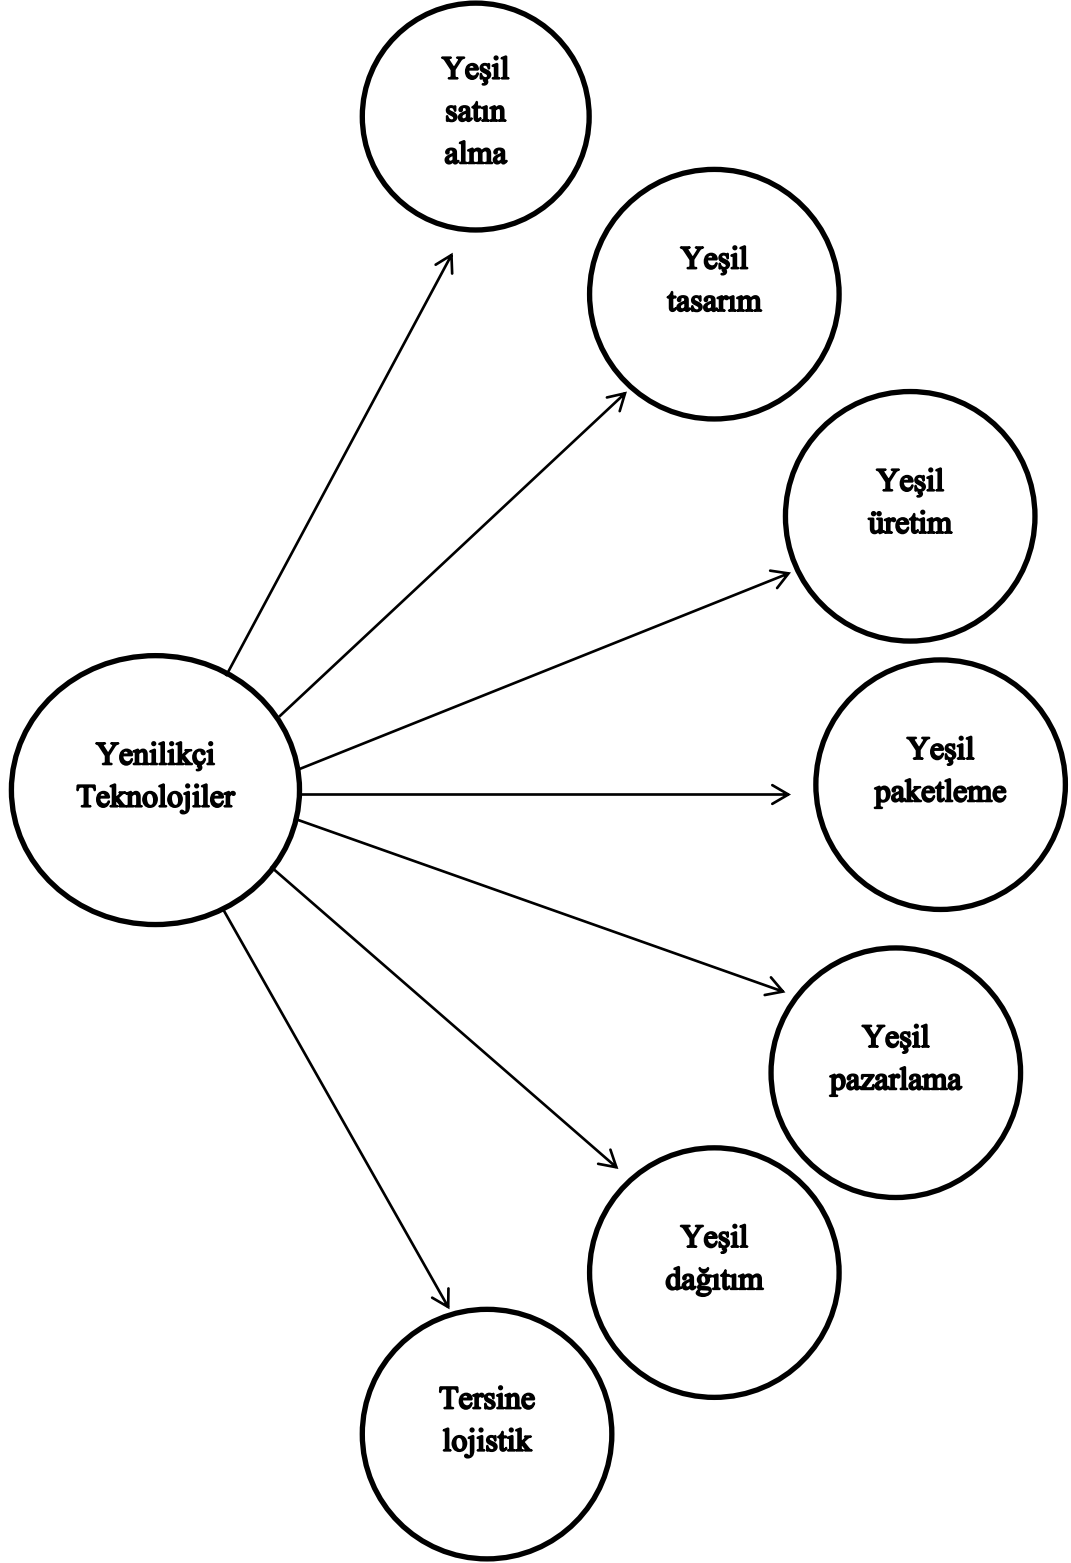 Yeşil
satın
alma
Yeşil
tasarım
Yeşil
üretim
Yenilikçi
Teknolojiler
Yeşil
paketleme
Yeşil
pazarlama
Yeşil
dağıtım
Tersine
lojistik